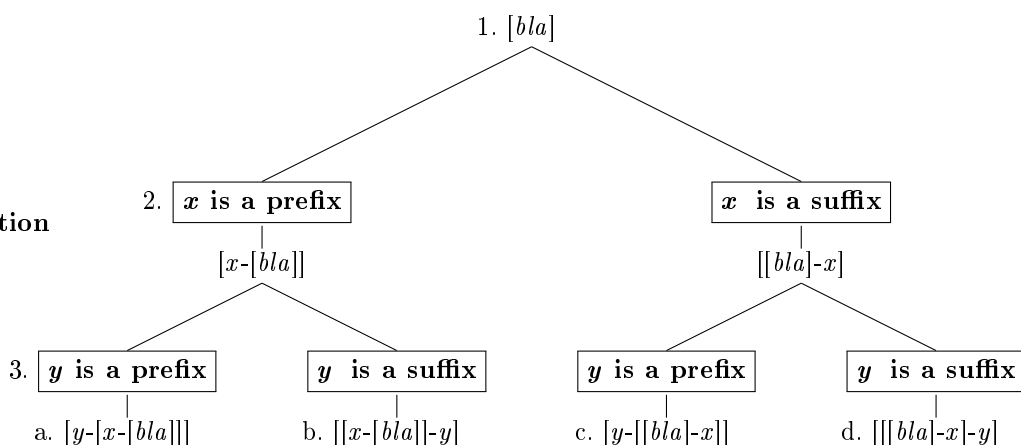 1. [bla]
2. x is a prefix
x is a suffix
tion
[x-[bla]]
[[bla]-x]
3. y is a prefix
y is a suffix
y is a prefix
y is a suffix
a. [y-[x-[bla]]]
b. [[x-[bla]]-y]
c. [y-[[bla]-x]]
d. [[[bla]-x]-y]